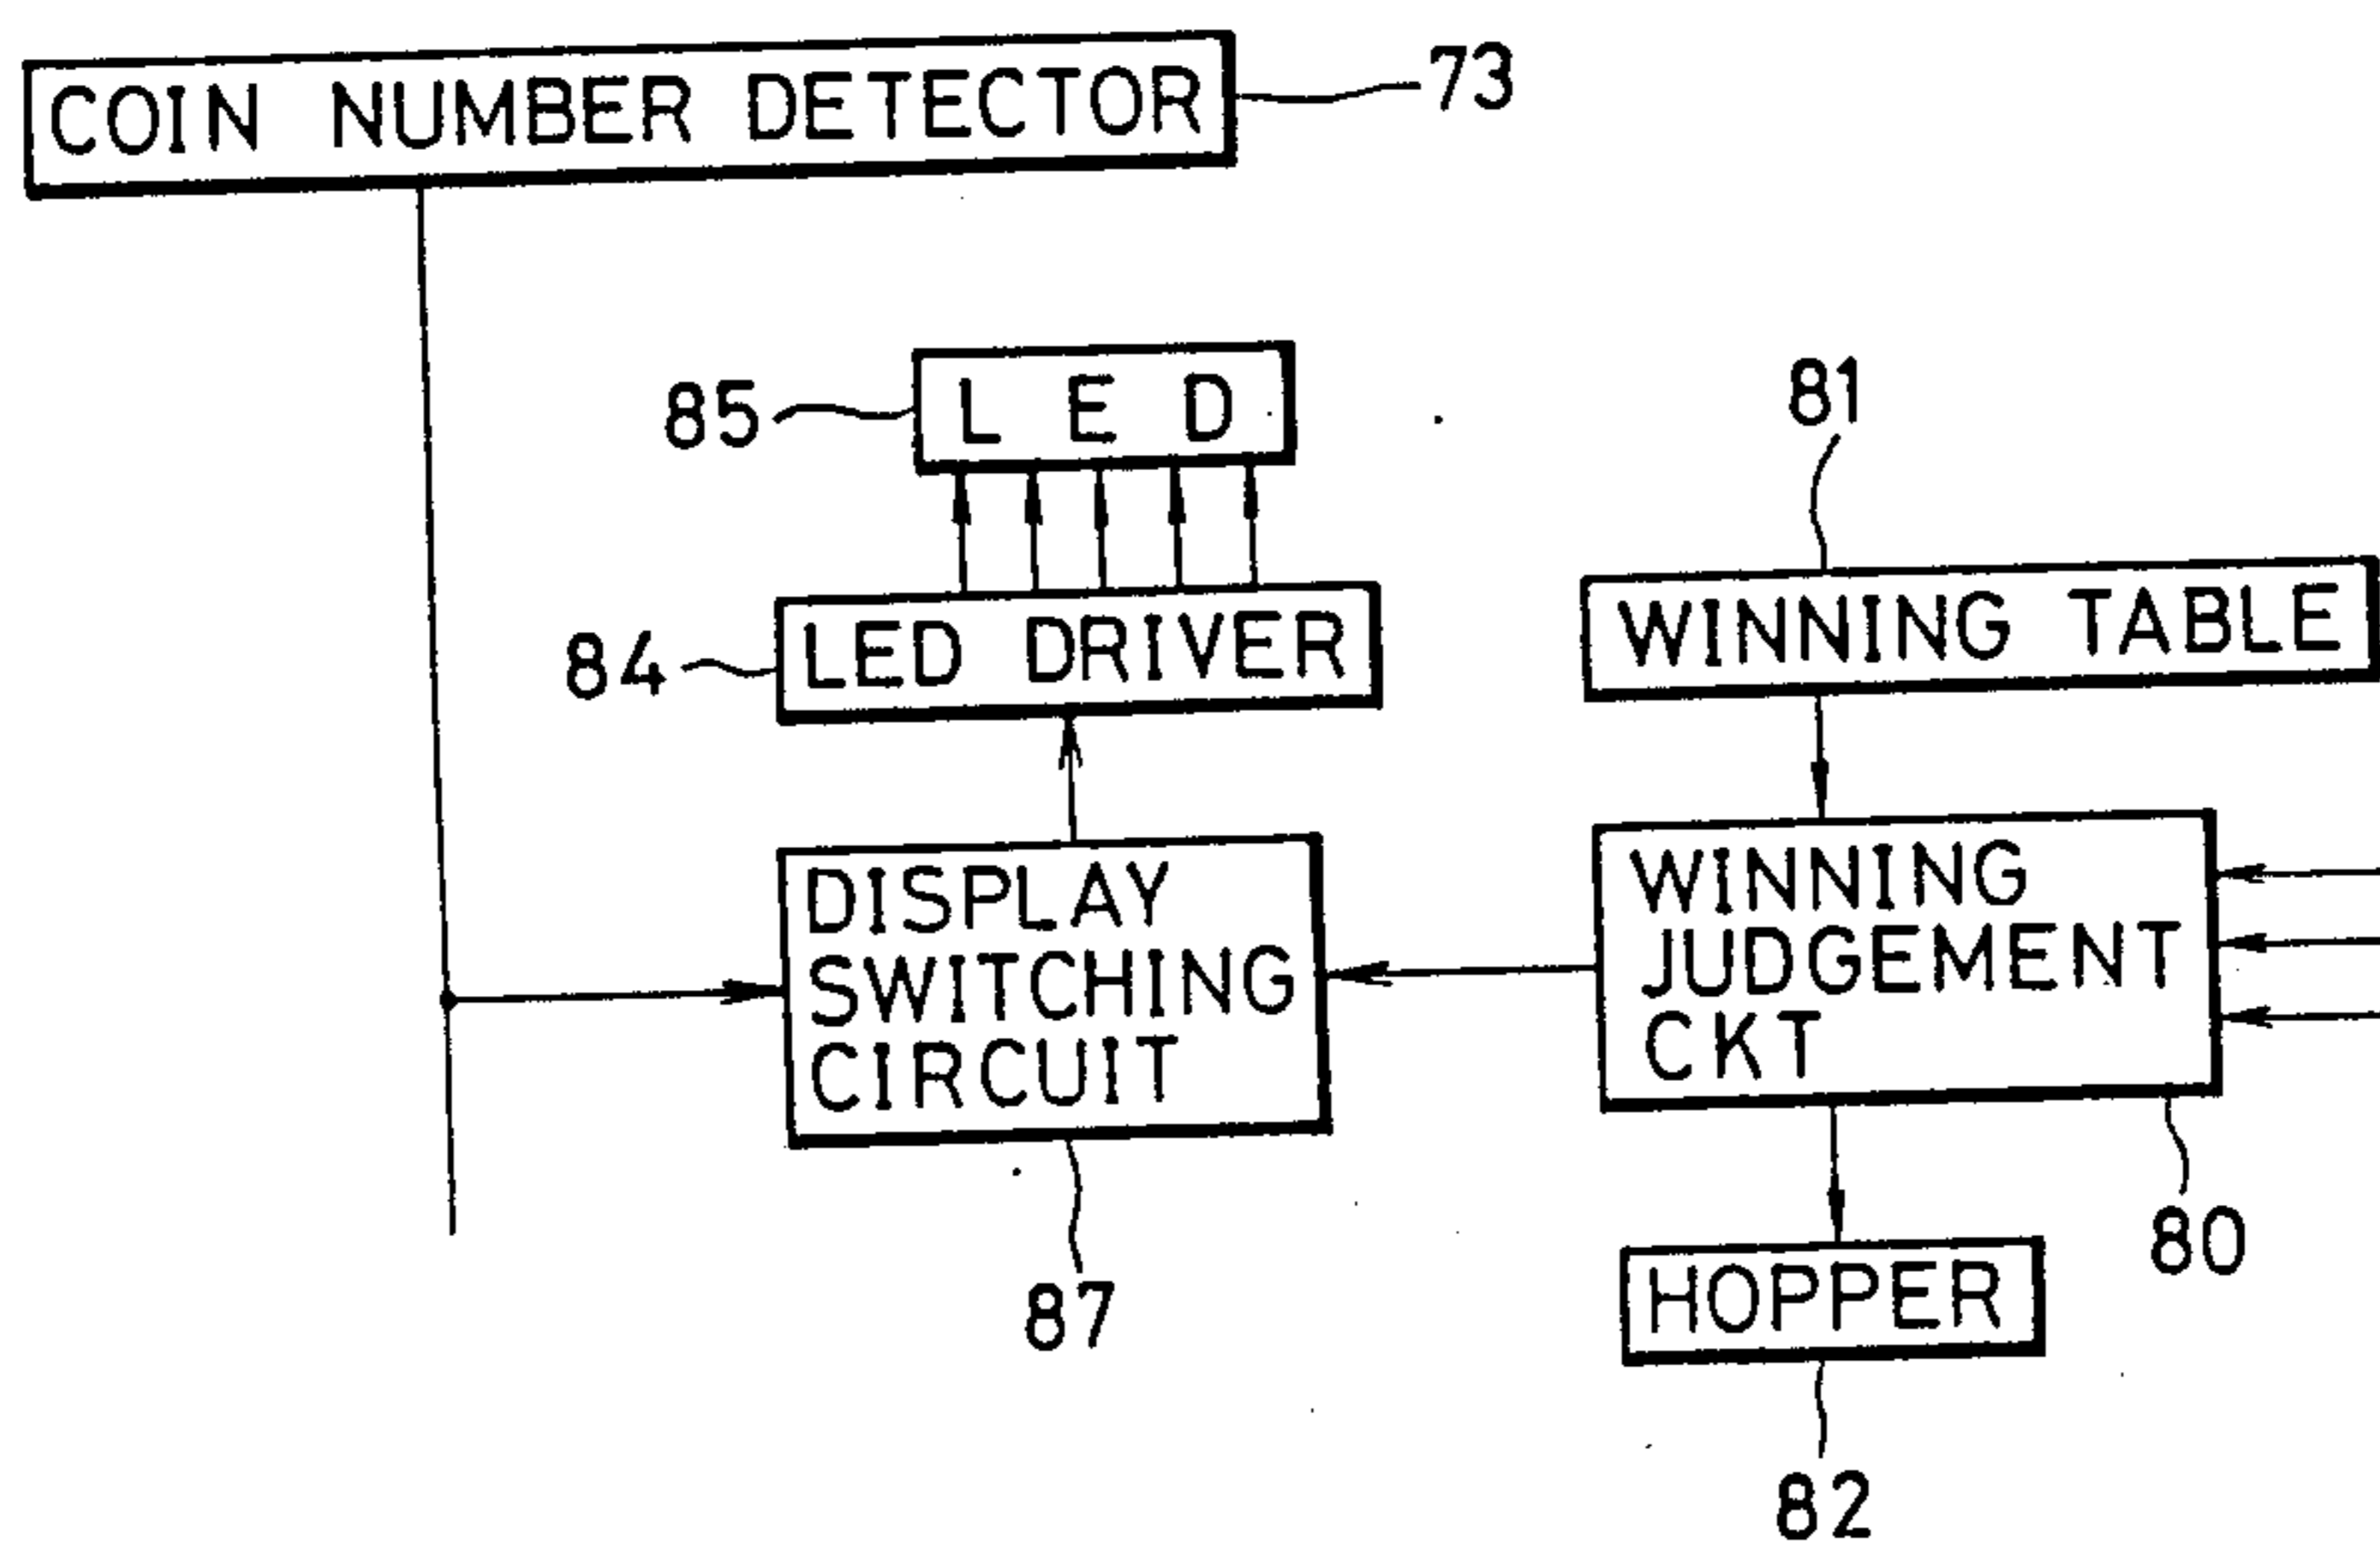 COIN NUMBER DETECTOR
73
85
L E D
81
84
LED DRIVER
WINNING TABLE
DISPLAY
SWITCHING
CIRCUIT
WINNING
JUDGEMENT
CKT
87
80
HOPPER
82